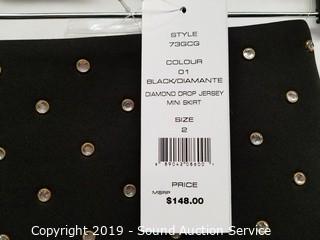 STYLE
73GCG
COLOUR
01
BLACK/DIAMANTE
DIAMOND DROP JERSEY
MINI SKIRT
SIZE
2
PRICE
MSRP
$148.00
Copyright 2019 - Sound Auction Service